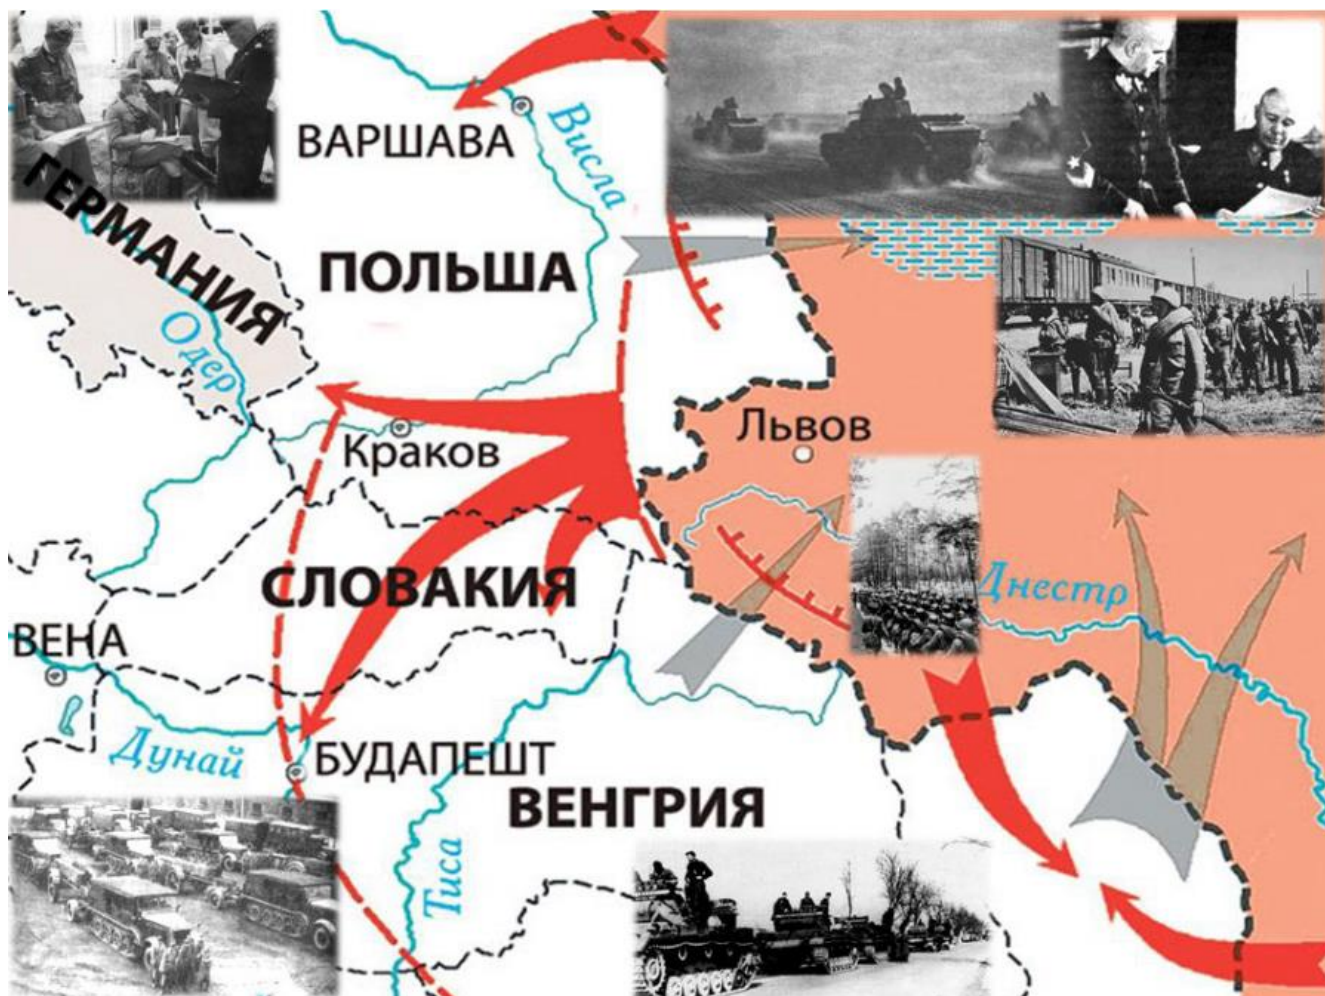 ВАРШАВА
Висла
ГЕРМАНИЯ
ПОЛЬША
Одер
Краков
Львов
СЛОВАКИЯ
Днестр
ВЕНА
Дунай
БУДАПЕШТ
ВЕНГРИЯ
Тиса